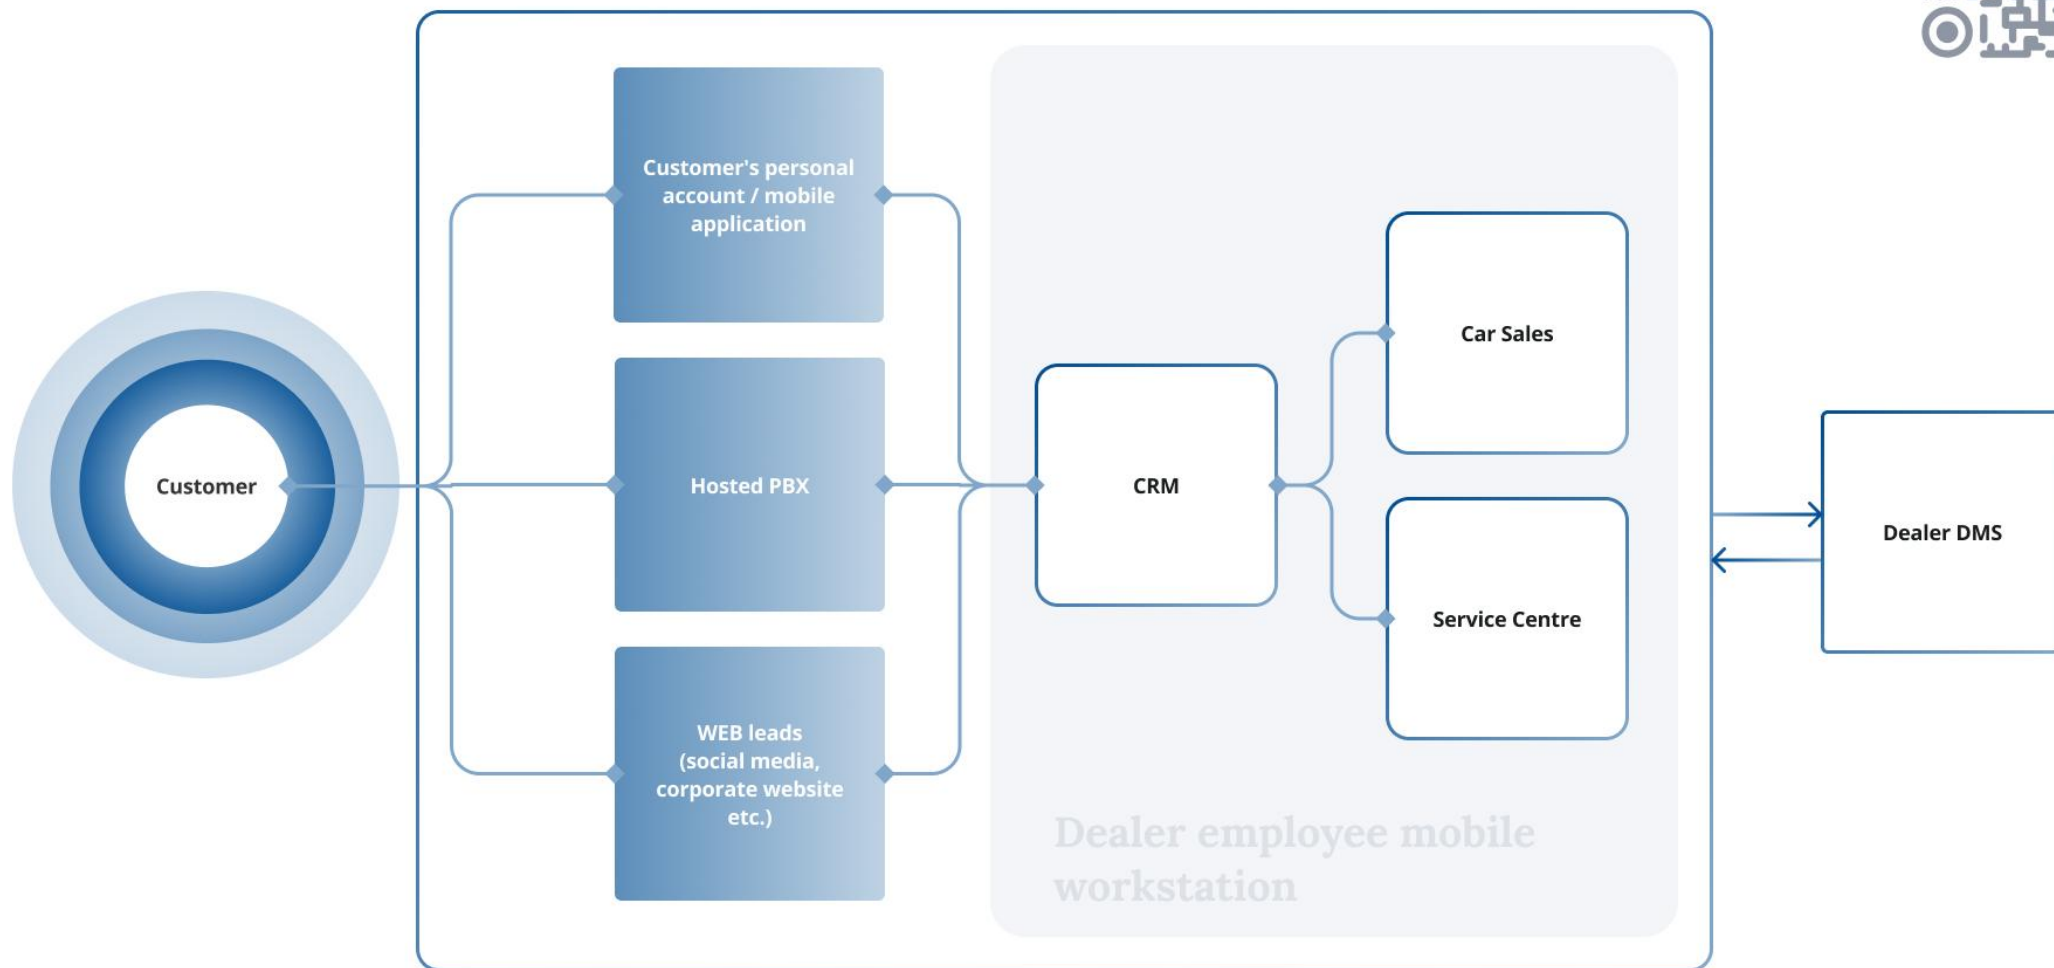 Customer's personal
account / mobile
application
Car Sales
Customer
Hosted PBX
CRM
Dealer DMS
Service Centre
WEB leads
(social media,
corporate website
etc.)
Dealer employee mobile
workstation